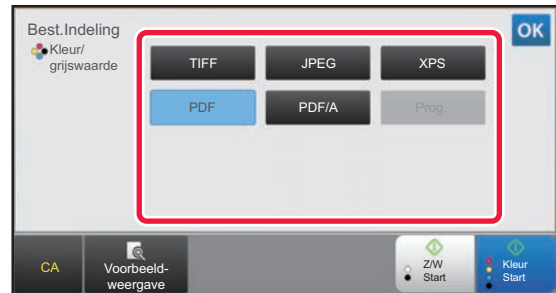 Best.Indeling
OK
Kleur/
grijswaarde
TIFF JPEG XPS
PDF PDF/A Prog.
CA
Voorbeeld-
weergave
Z/W
Start
Kleur
Start